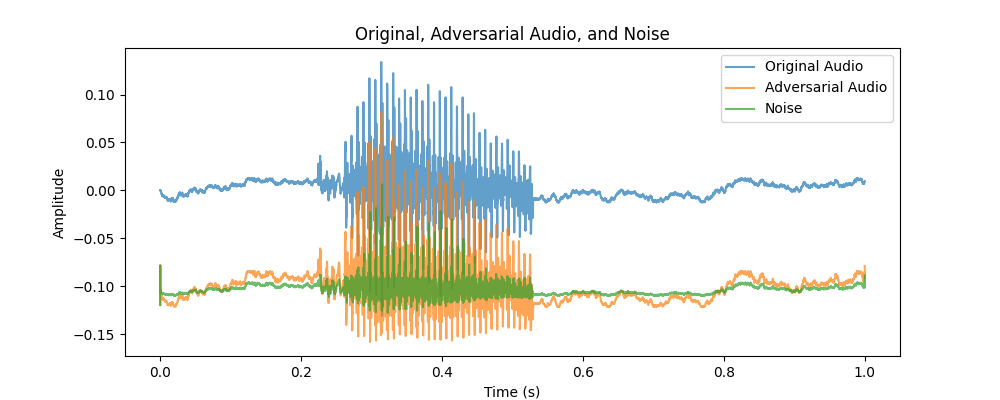 Original, Adversarial Audio, and Noise
Original Audio
Adversarial Audio
Noise
Amplitude
0.10
0.05
0.00
−0.05
−0.10
−0.15
0.0 0.2 0.4 0.6 0.8 1.0
Time (s)